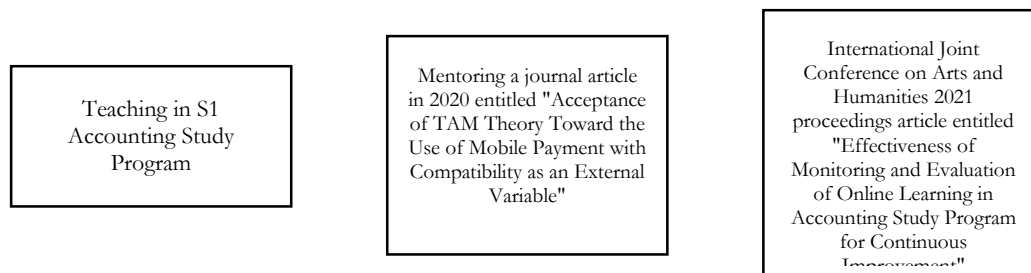 Teaching in S1
Accounting Study
Program
Mentoring a journal article
in 2020 entitled "Acceptance
of TAM Theory Toward the
Use of Mobile Payment with
Compatibility as an External
Variable"
International Joint
Conference on Arts and
Humanities 2021
proceedings article entitled
"Effectiveness of
Monitoring and Evaluation
of Online Learning in
Accounting Study Program
for Continuous
Improvement"